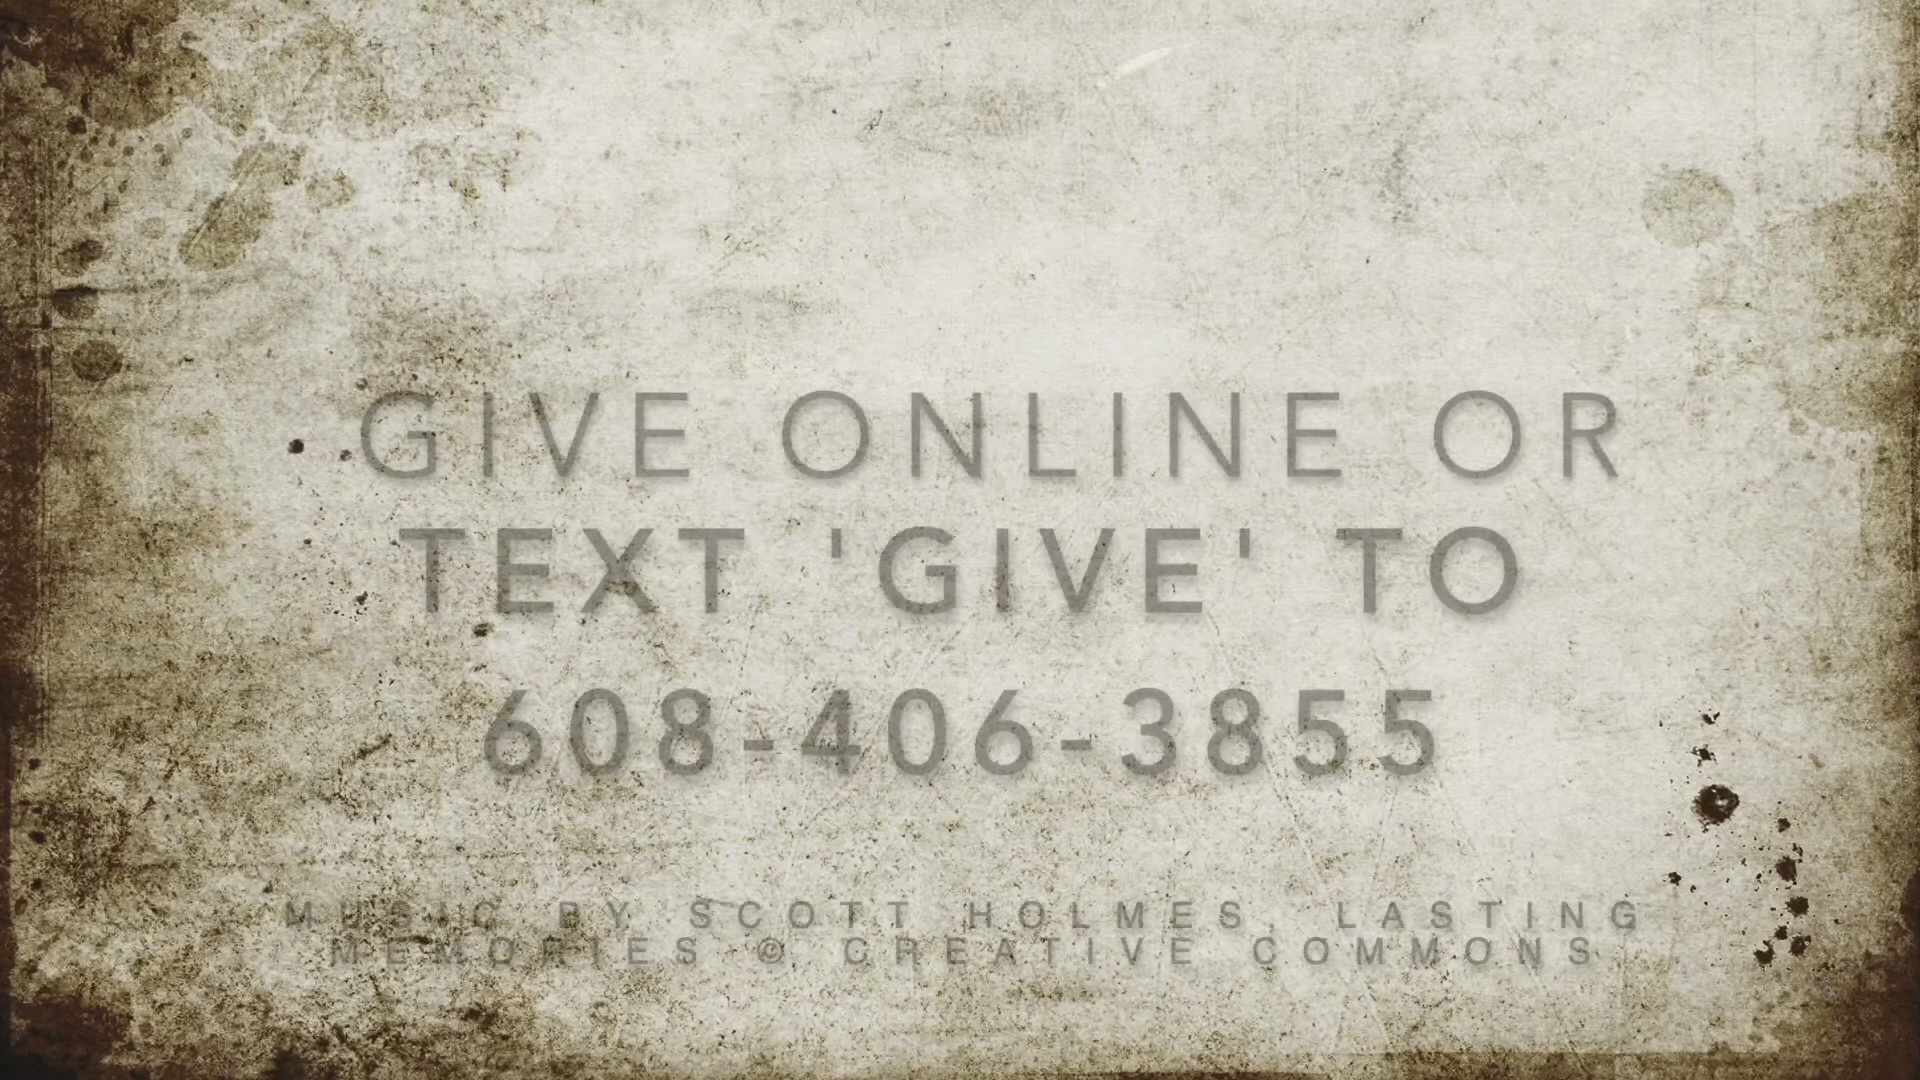 GIVE ONLINE OR
TEXT 'GIVE' TO
608-406-3855
MUSIC BY SCOTT HOLMES, LASTING
MEMORIES © CREATIVE COMMONS